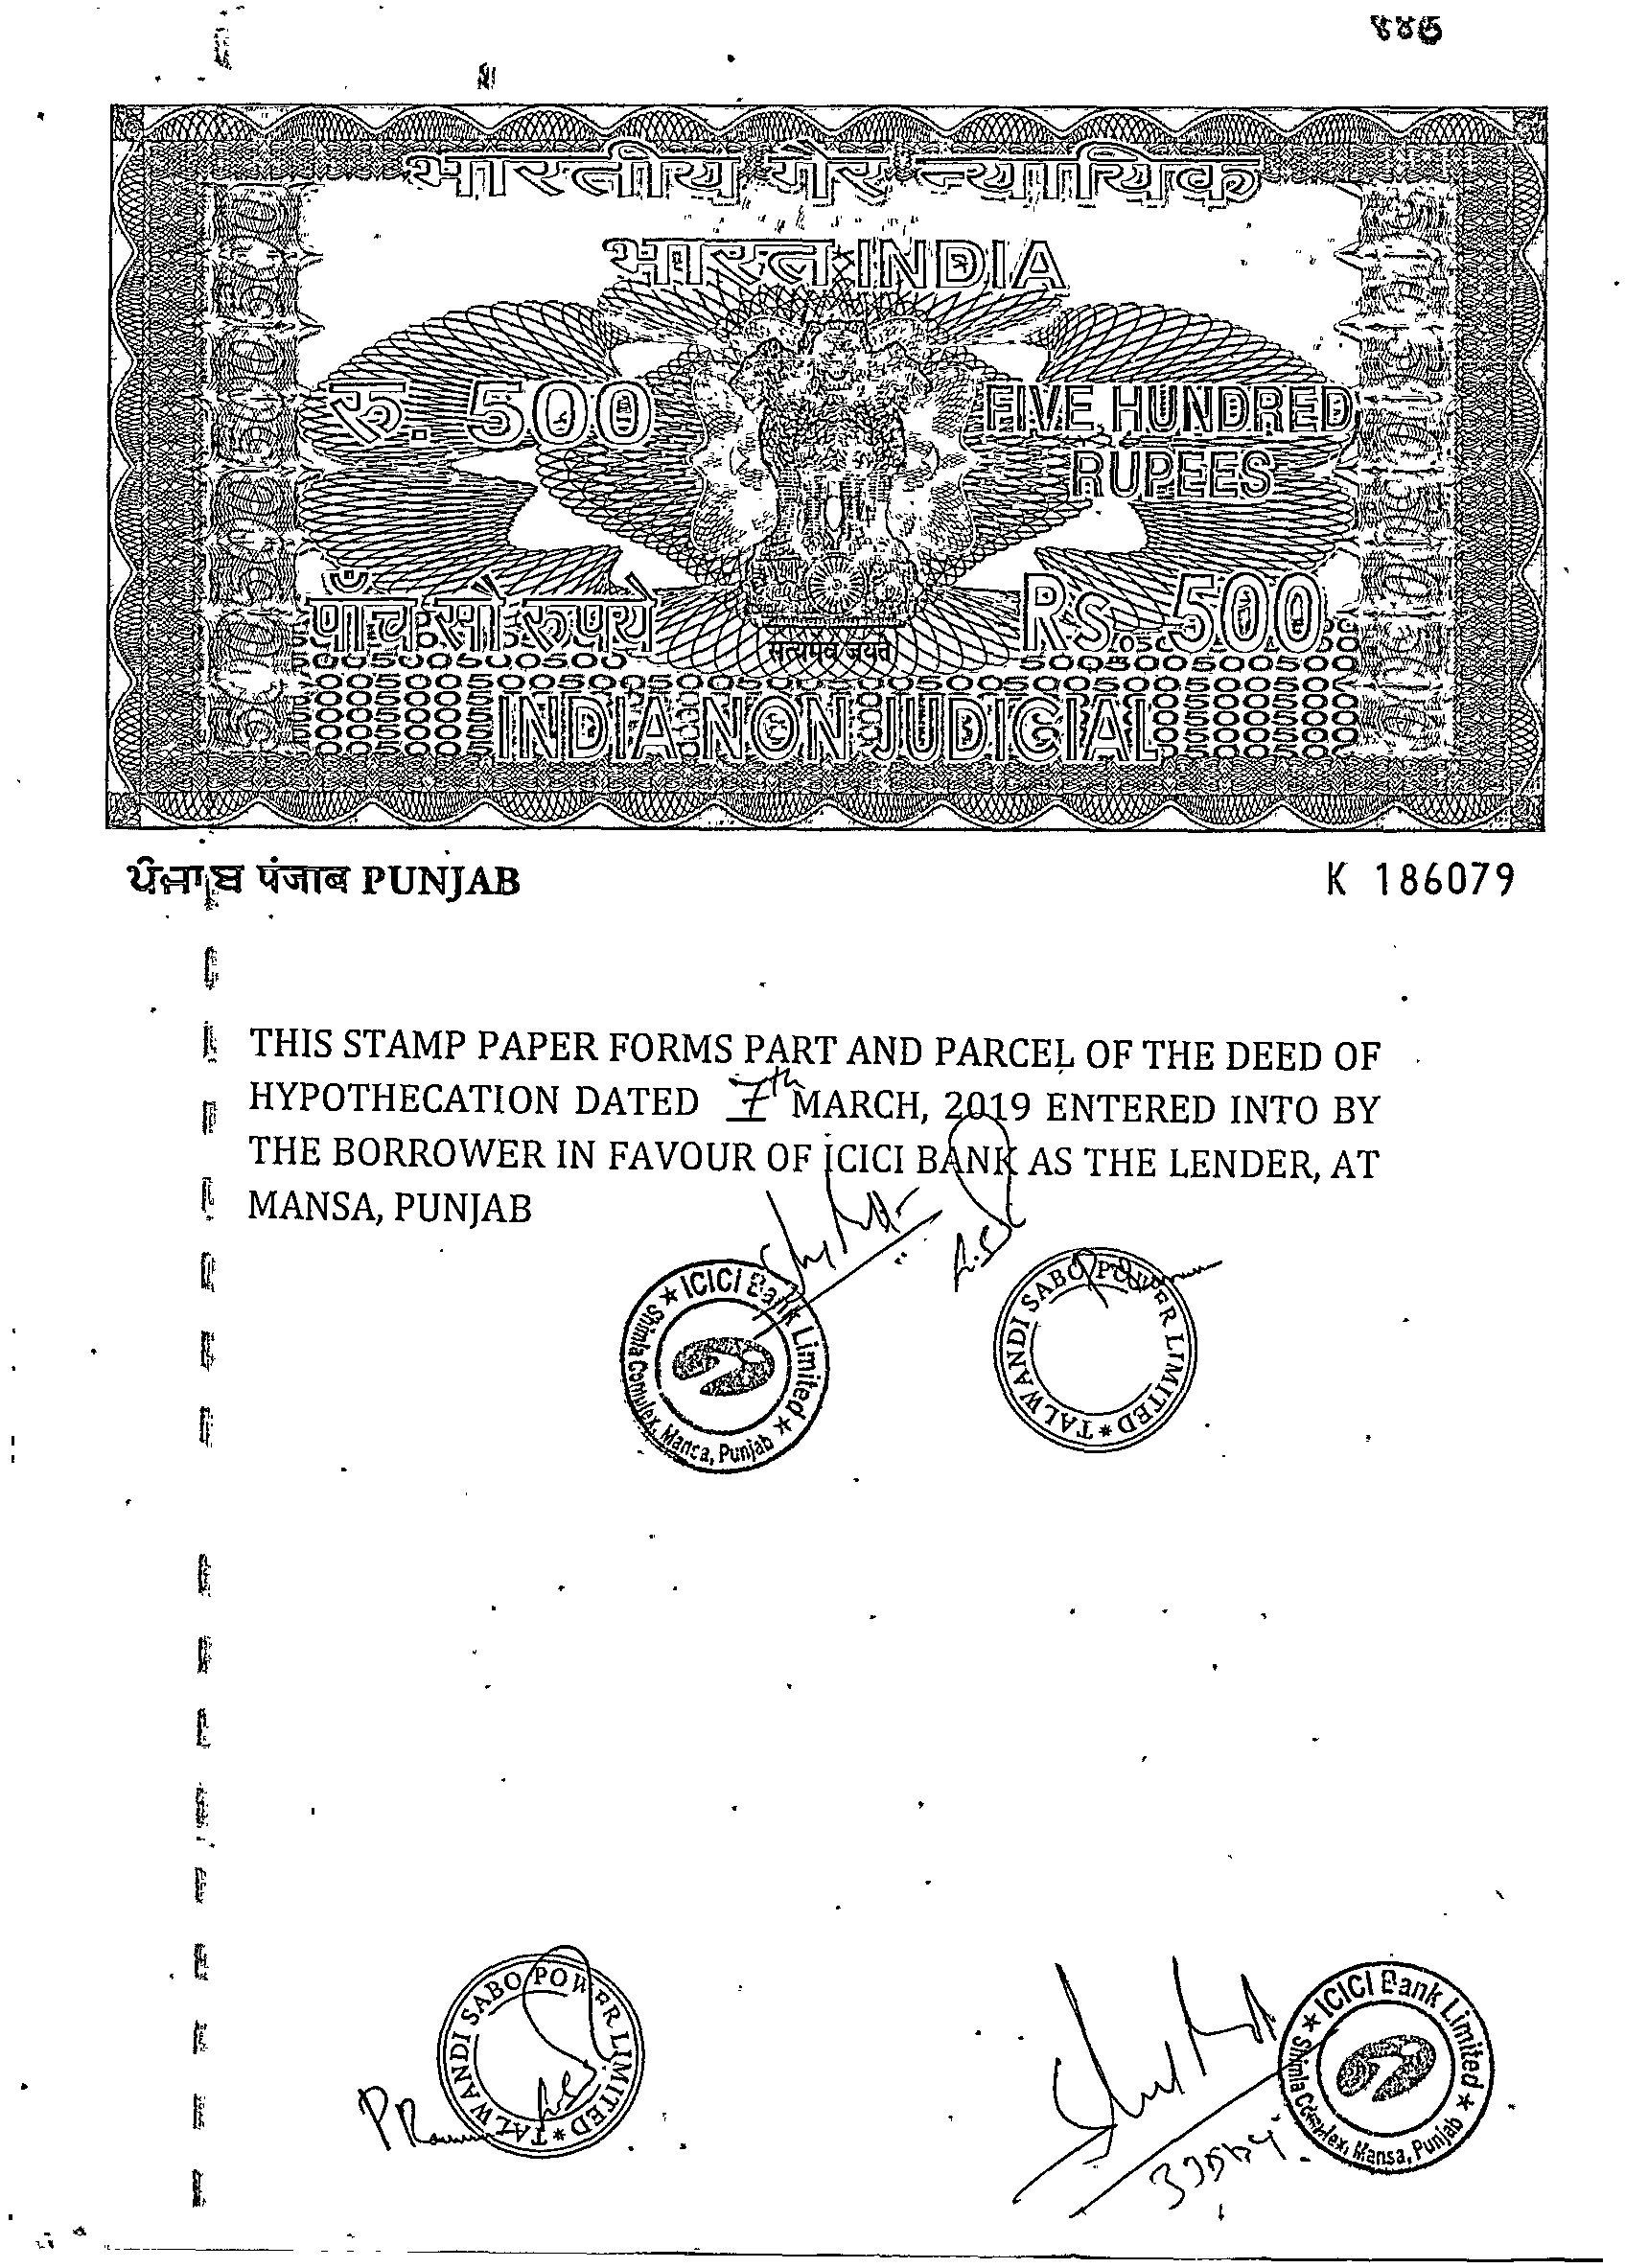 भारतीय गैर न्यायिक
भारत INDIA
रु. 500
FIVE HUNDRED
RUPEES
पाँच सौ रुपये
Rs. 500
सत्यमेव जयते
INDIA NON JUDICIAL
ਪੰਜਾਬ पंजाब PUNJAB
K 186079
THIS STAMP PAPER FORMS PART AND PARCEL OF THE DEED OF
HYPOTHECATION DATED 7th MARCH, 2019 ENTERED INTO BY
THE BORROWER IN FAVOUR OF ICICI BANK AS THE LENDER, AT
MANSA, PUNJAB
★ ICICI Bank Limited ★
Shimla Complex, Mansa, Punjab
TALWANDI SABO POWER LIMITED *
TALWANDI SABO POWER LIMITED *
★ ICICI Bank Limited ★
Shimla Complex, Mansa, Punjab